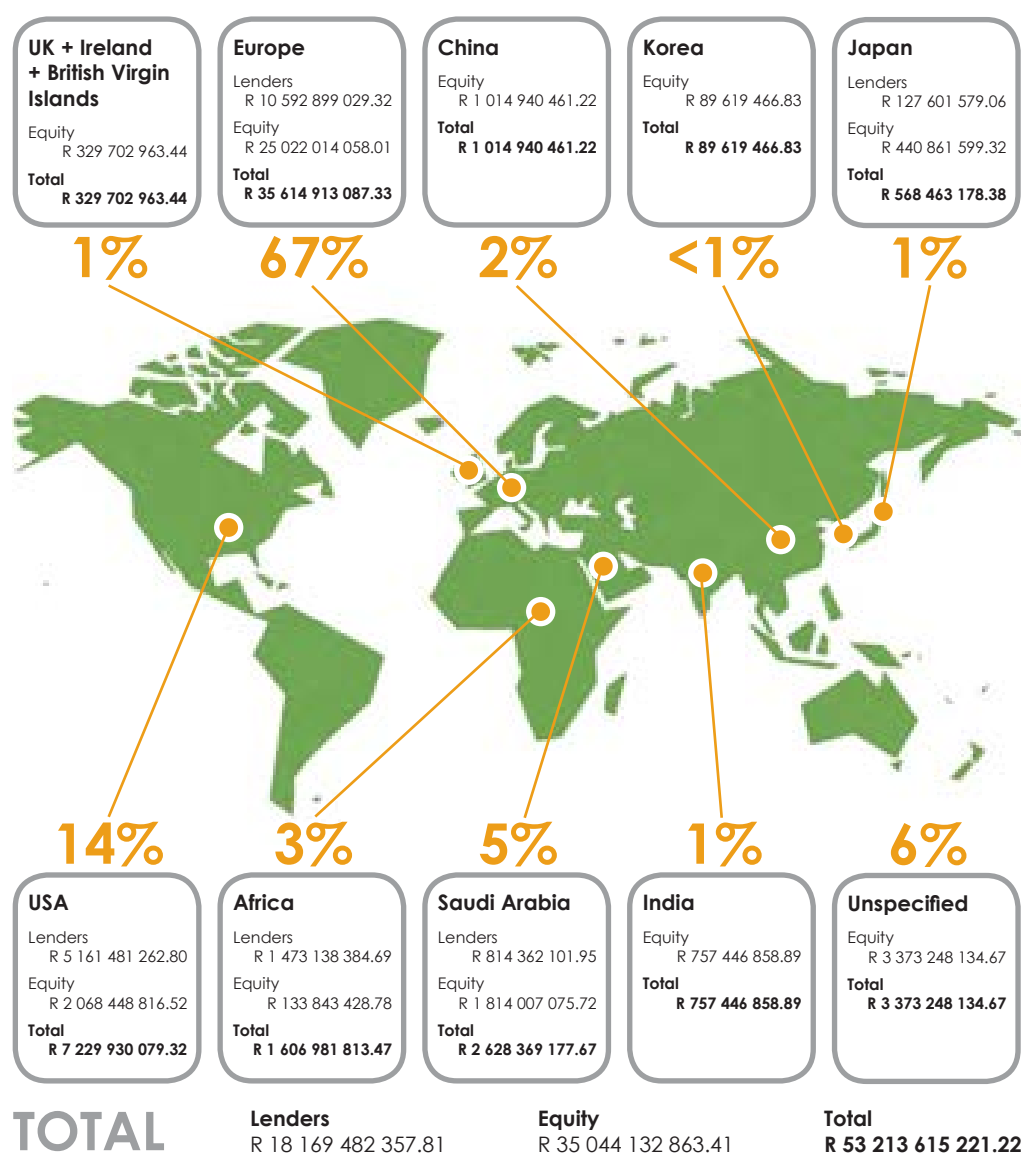 UK + Ireland
+ British Virgin
Islands
Equity
R 329 702 963.44
Total
R 329 702 963.44
Europe
Lenders
R 10 592 899 029.32
Equity
R 25 022 014 058.01
Total
R 35 614 913 087.33
China
Equity
R 1 014 940 461.22
Total
R 1 014 940 461.22
Korea
Equity
R 89 619 466.83
Total
R 89 619 466.83
Japan
Lenders
R 127 601 579.06
Equity
R 440 861 599.32
Total
R 568 463 178.38
1%
67%
2%
<1%
1%
14%
3%
5%
1%
6%
USA
Lenders
R 5 161 481 262.80
Equity
R 2 068 448 816.52
Total
R 7 229 930 079.32
Africa
Lenders
R 1 473 138 384.69
Equity
R 133 843 428.78
Total
R 1 606 981 813.47
Saudi Arabia
Lenders
R 814 362 101.95
Equity
R 1 814 007 075.72
Total
R 2 628 369 177.67
India
Equity
R 757 446 858.89
Total
R 757 446 858.89
Unspecified
Equity
R 3 373 248 134.67
Total
R 3 373 248 134.67
TOTAL
Lenders
R 18 169 482 357.81
Equity
R 35 044 132 863.41
Total
R 53 213 615 221.22